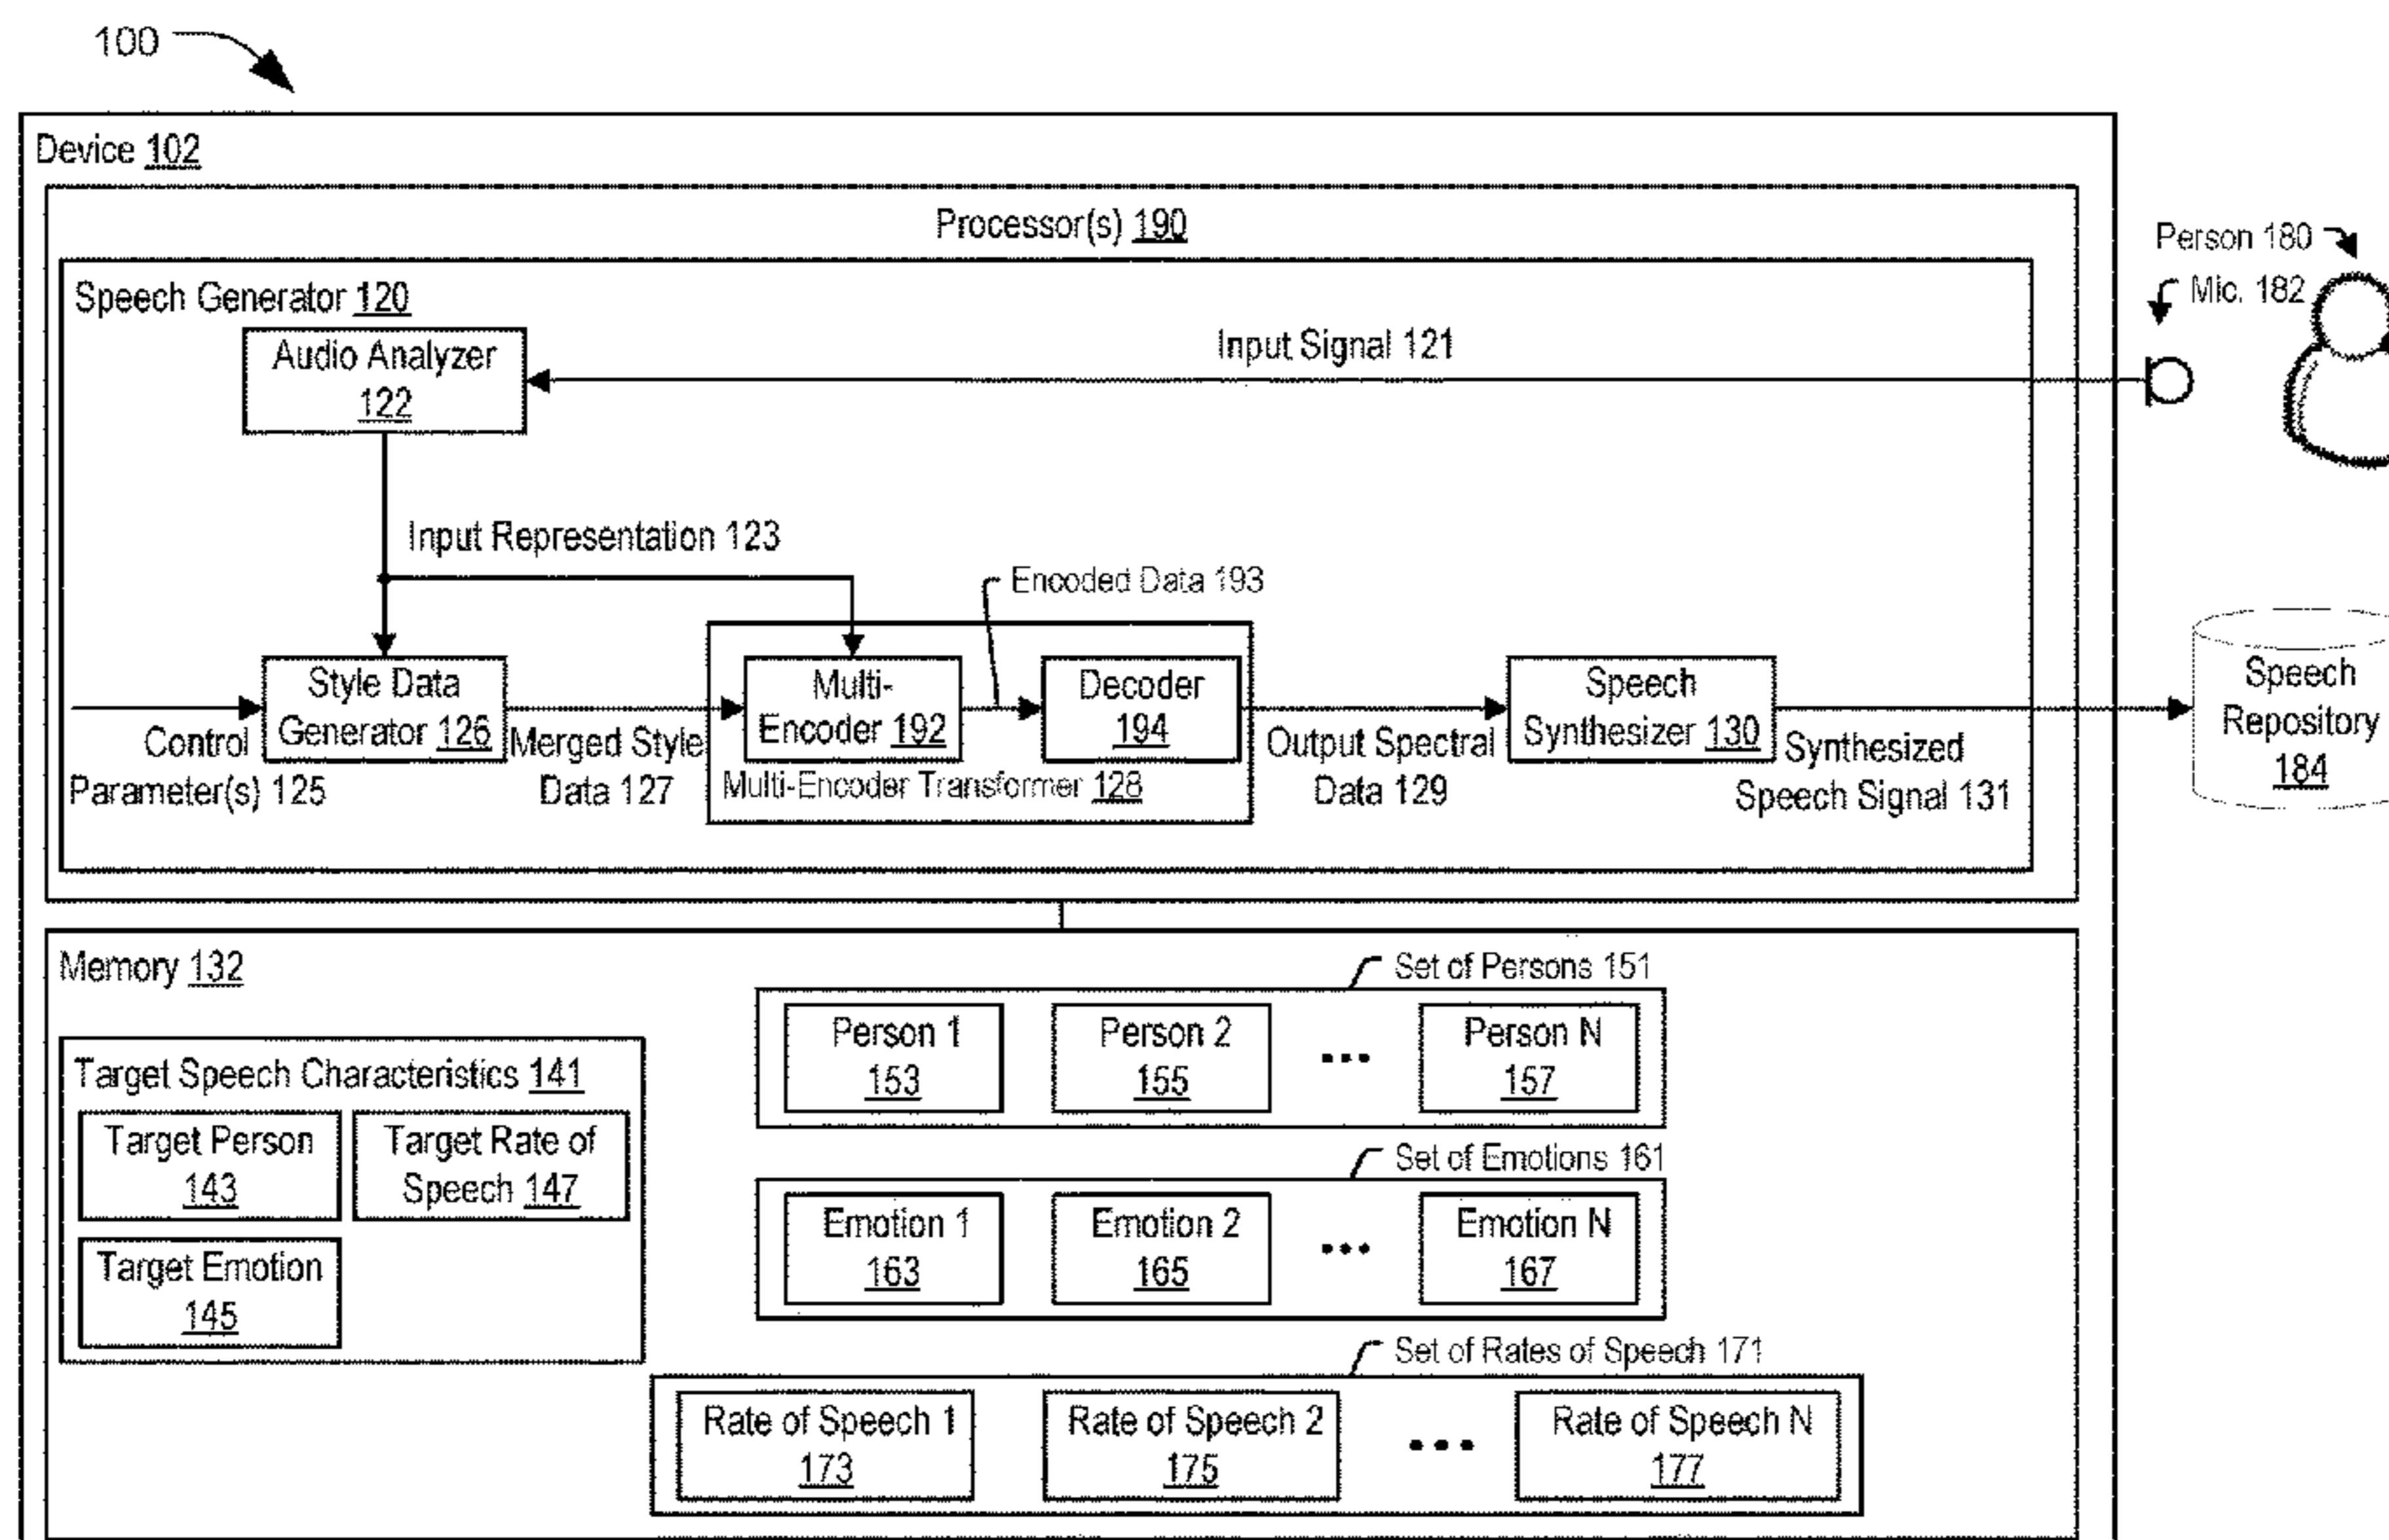 100
Device 102
Processor(s) 190
Person 180
Mic. 182
Speech Generator 120
Audio Analyzer
122
Input Signal 121
Input Representation 123
Encoded Data 193
Style Data
Generator 126
Control
Parameter(s) 125
Merged Style
Data 127
Multi-
Encoder 192
Decoder
194
Multi-Encoder Transformer 128
Output Spectral
Data 129
Speech
Synthesizer 130
Synthesized
Speech Signal 131
Speech
Repository
184
Memory 132
Target Speech Characteristics 141
Target Person
143
Target Rate of
Speech 147
Target Emotion
145
Set of Persons 151
Person 1
153
Person 2
155
...
Person N
157
Set of Emotions 161
Emotion 1
163
Emotion 2
165
...
Emotion N
167
Set of Rates of Speech 171
Rate of Speech 1
173
Rate of Speech 2
175
...
Rate of Speech N
177